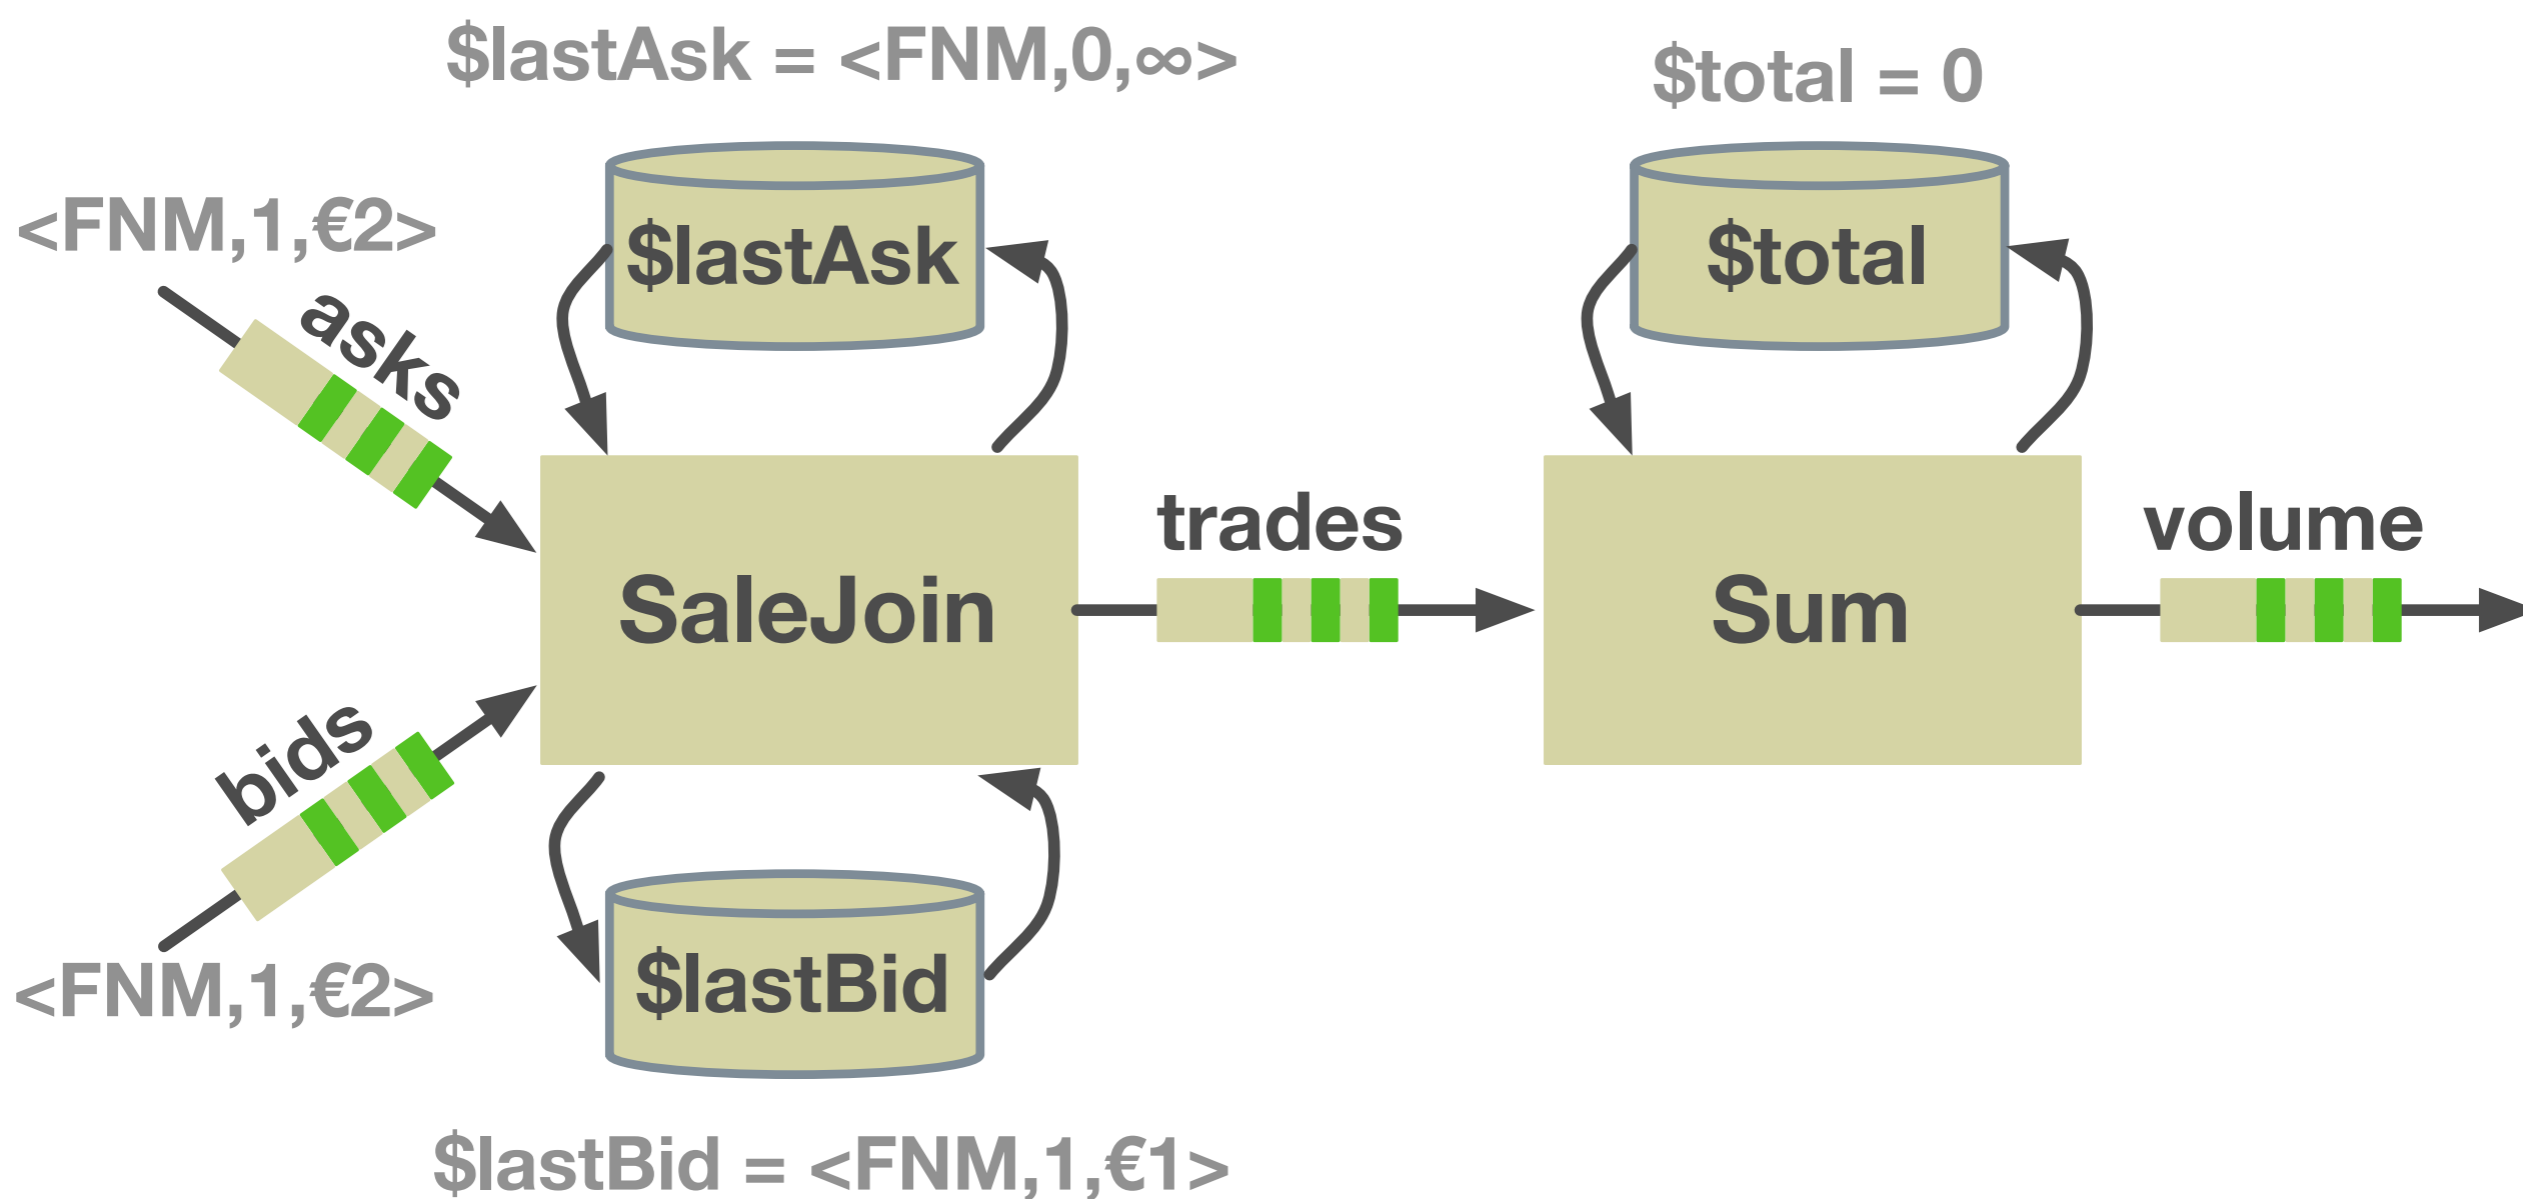 $lastAsk = <FNM,0,∞>
$total = 0
<FNM,1,€2>
$lastAsk
$total
asks
trades
volume
SaleJoin
Sum
bids
<FNM,1,€2>
$lastBid
$lastBid = <FNM,1,€1>